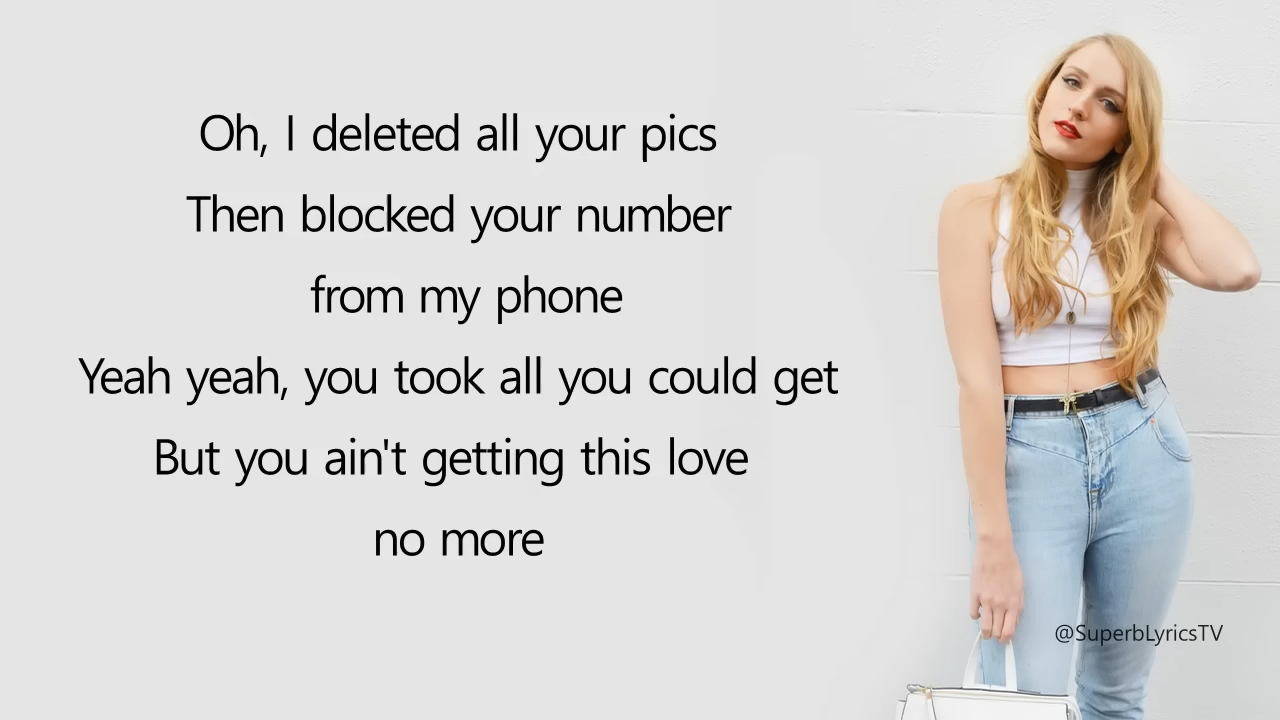 Oh, I deleted all your pics
Then blocked your number
from my phone
Yeah yeah, you took all you could get
But you ain't getting this love
no more
@SuperbLyricsTV